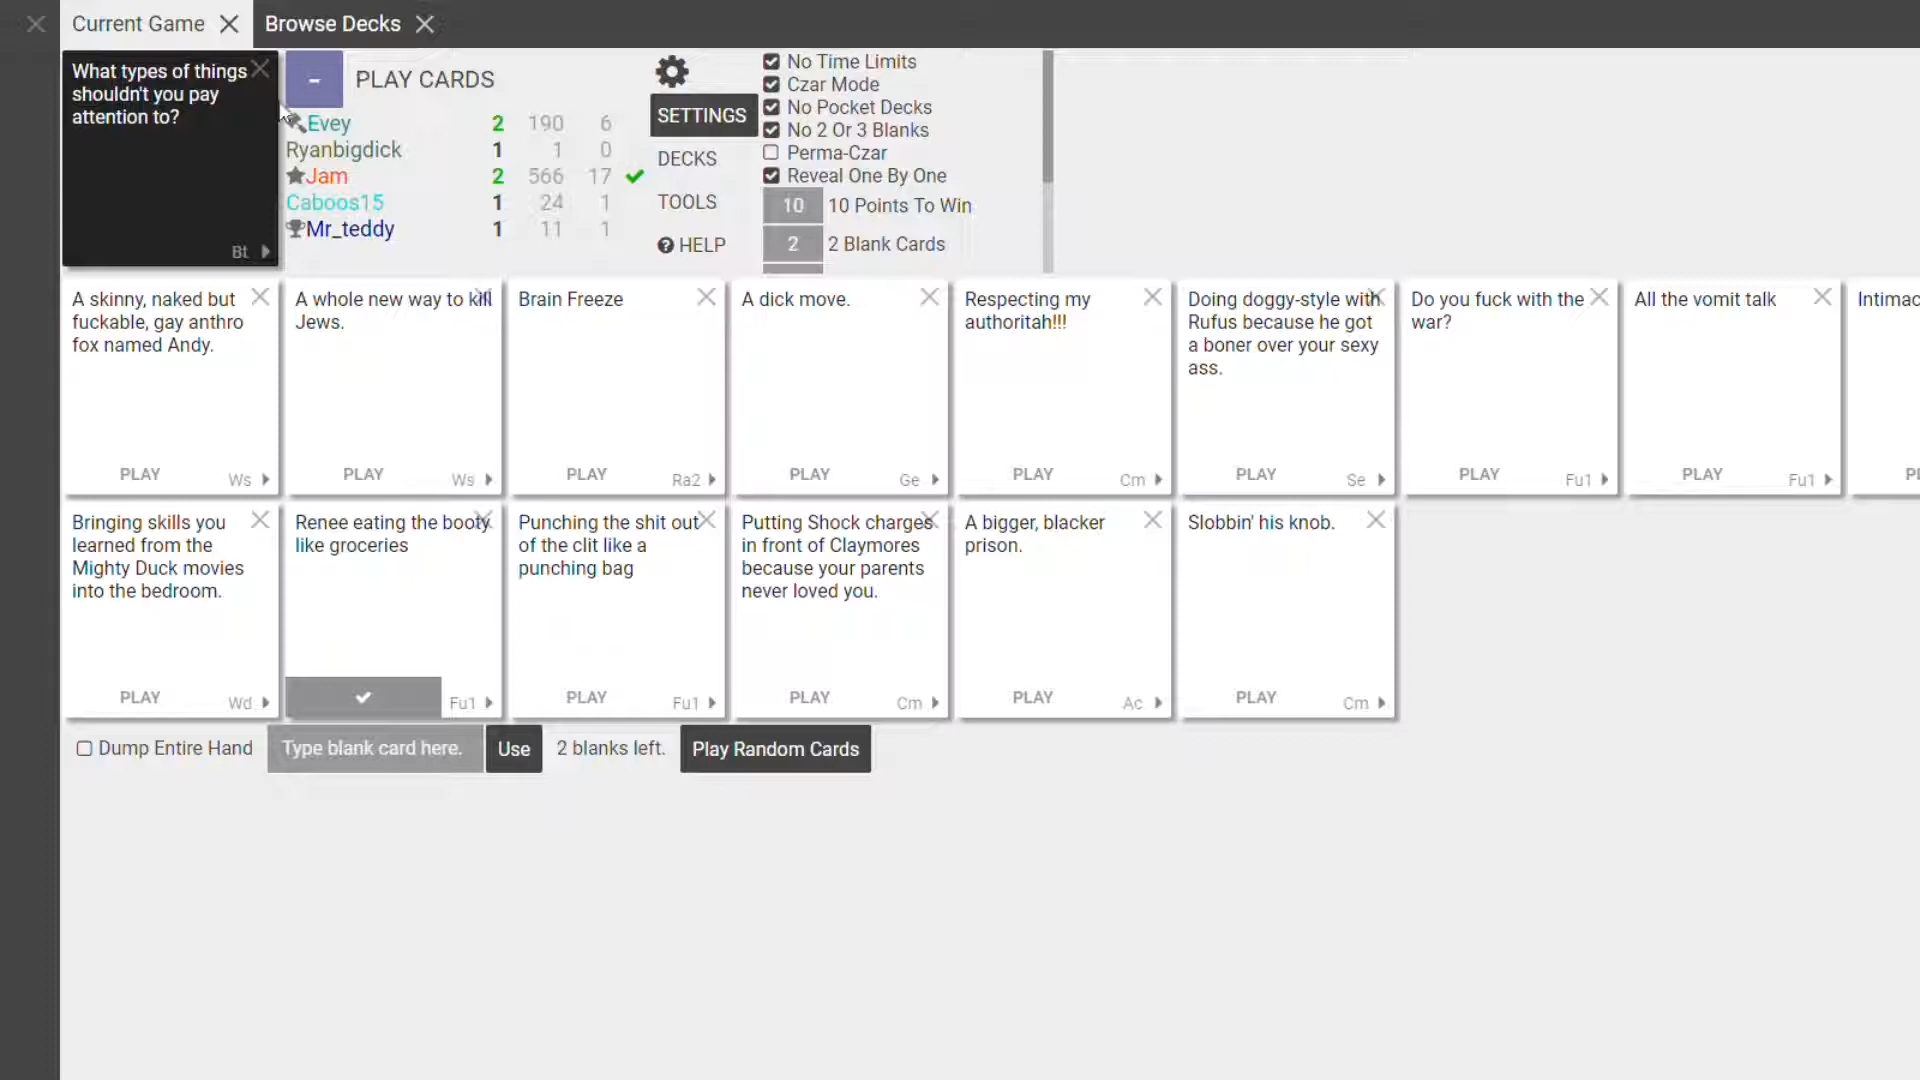 Current Game
Browse Decks
What types of things
shouldn't you pay
attention to?
Bt
-
PLAY CARDS
Evey 2 190 6
Ryanbigdick 1 1 0
Jam 2 566 17
Caboos15 1 24 1
Mr_teddy 1 11 1
SETTINGS
DECKS
TOOLS
HELP
No Time Limits
Czar Mode
No Pocket Decks
No 2 Or 3 Blanks
Perma-Czar
Reveal One By One
10 10 Points To Win
2 2 Blank Cards
A skinny, naked but
fuckable, gay anthro
fox named Andy.
PLAY Ws
A whole new way to kill
Jews.
PLAY Ws
Brain Freeze
PLAY Ra2
A dick move.
PLAY Ge
Respecting my
authoritah!!!
PLAY Cm
Doing doggy-style with
Rufus because he got
a boner over your sexy
ass.
PLAY Se
Do you fuck with the
war?
PLAY Fu1
All the vomit talk
PLAY Fu1
Bringing skills you
learned from the
Mighty Duck movies
into the bedroom.
PLAY Wd
Renee eating the booty
like groceries
Fu1
Punching the shit out
of the clit like a
punching bag
PLAY Fu1
Putting Shock charges
in front of Claymores
because your parents
never loved you.
PLAY Cm
A bigger, blacker
prison.
PLAY Ac
Slobbin' his knob.
PLAY Cm
Dump Entire Hand
Type blank card here.
Use
2 blanks left.
Play Random Cards